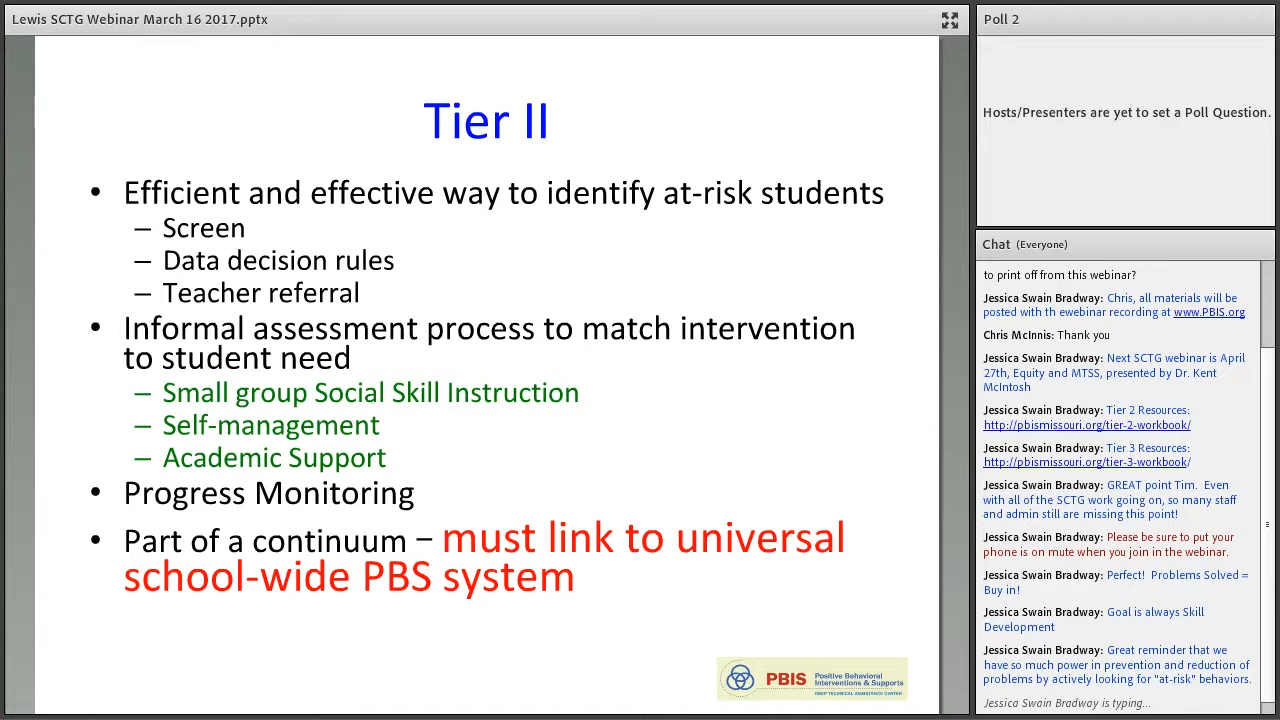 Lewis SCTG Webinar March 16 2017.pptx
Tier II
• Efficient and effective way to identify at-risk students
– Screen
– Data decision rules
– Teacher referral
• Informal assessment process to match intervention
to student need
– Small group Social Skill Instruction
– Self-management
– Academic Support
• Progress Monitoring
• Part of a continuum – must link to universal
school-wide PBS system
PBIS
Positive Behavioral
Interventions & Supports
OSEP TECHNICAL ASSISTANCE CENTER
Poll 2
Hosts/Presenters are yet to set a Poll Question.
Chat (Everyone)
to print off from this webinar?
Jessica Swain Bradway: Chris, all materials will be
posted with th ewebinar recording at www.PBIS.org
Chris McInnis: Thank you
Jessica Swain Bradway: Next SCTG webinar is April
27th, Equity and MTSS, presented by Dr. Kent
McIntosh
Jessica Swain Bradway: Tier 2 Resources:
http://pbismissouri.org/tier-2-workbook/
Jessica Swain Bradway: Tier 3 Resources:
http://pbismissouri.org/tier-3-workbook/
Jessica Swain Bradway: GREAT point Tim. Even
with all of the SCTG work going on, so many staff
and admin still are missing this point!
Jessica Swain Bradway: Please be sure to put your
phone is on mute when you join in the webinar.
Jessica Swain Bradway: Perfect! Problems Solved =
Buy in!
Jessica Swain Bradway: Goal is always Skill
Development
Jessica Swain Bradway: Great reminder that we
have so much power in prevention and reduction of
problems by actively looking for "at-risk" behaviors.
Jessica Swain Bradway is typing...